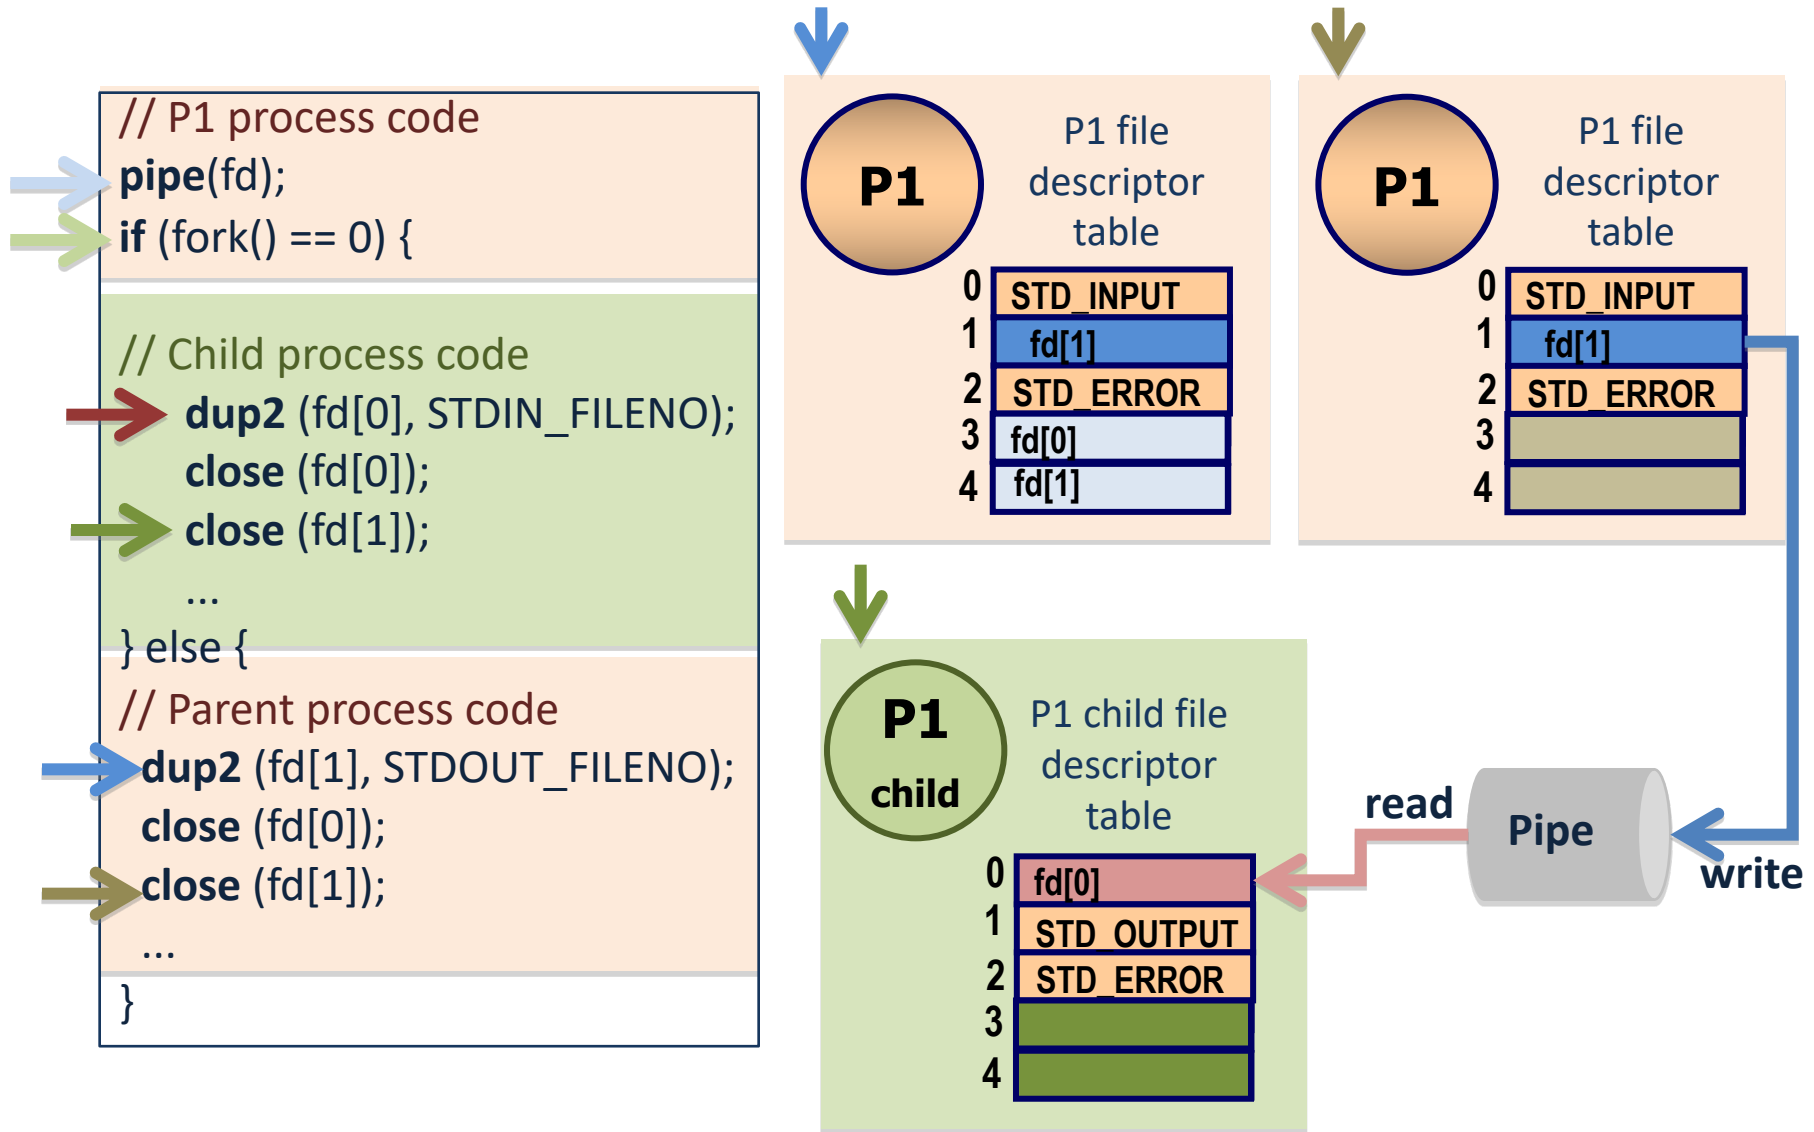 // P1 process code
pipe(fd);
if (fork() == 0) {
// Child process code
dup2 (fd[0], STDIN_FILENO);
close (fd[0]);
close (fd[1]);
...
} else {
// Parent process code
dup2 (fd[1], STDOUT_FILENO);
close (fd[0]);
close (fd[1]);
...
}
P1
P1 file
descriptor
table
0 STD_INPUT
1 fd[1]
2 STD_ERROR
3 fd[0]
4 fd[1]
P1
P1 file
descriptor
table
0 STD_INPUT
1 fd[1]
2 STD_ERROR
3
4
P1
child
P1 child file
descriptor
table
0 fd[0]
1 STD_OUTPUT
2 STD_ERROR
3
4
read
Pipe
write